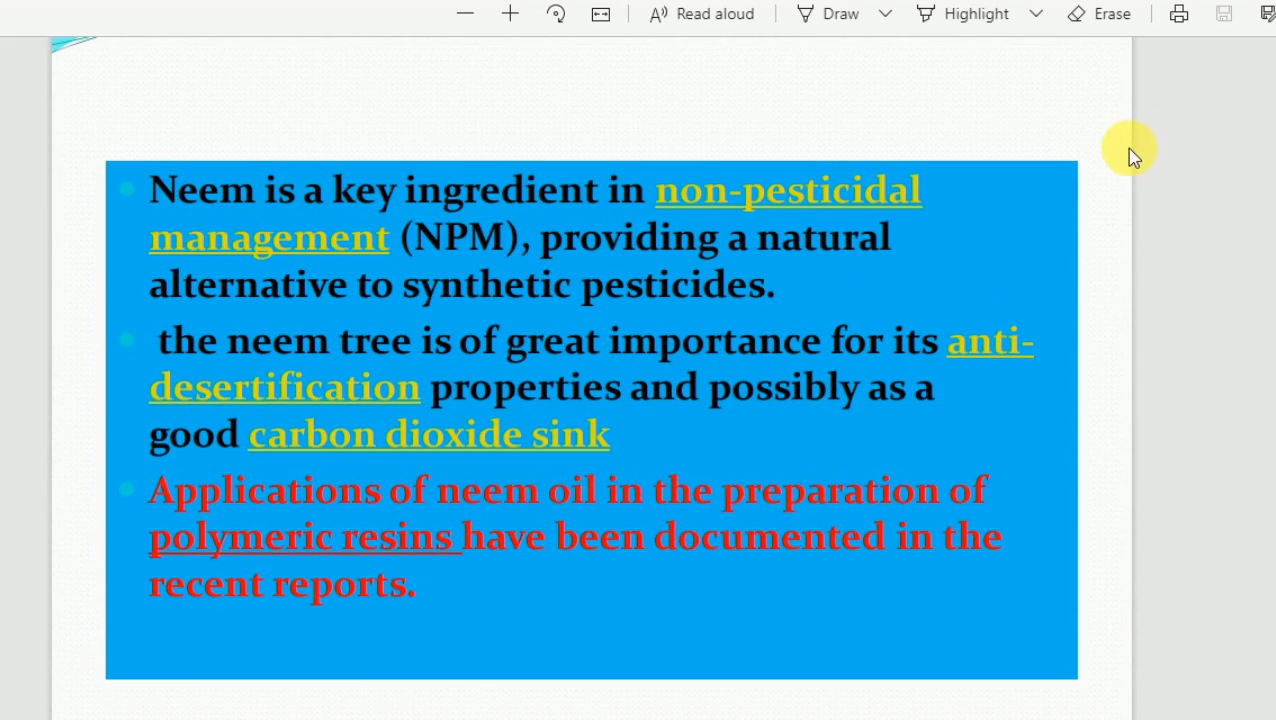 Read aloud Draw Highlight Erase
Neem is a key ingredient in non-pesticidal
management (NPM), providing a natural
alternative to synthetic pesticides.
the neem tree is of great importance for its anti-
desertification properties and possibly as a
good carbon dioxide sink
Applications of neem oil in the preparation of
polymeric resins have been documented in the
recent reports.